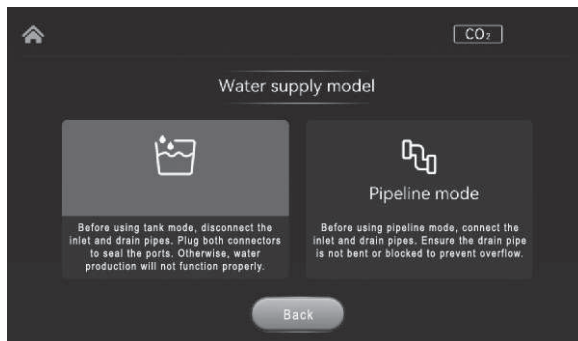 CO₂
Water supply model
Pipeline mode
Before using tank mode, disconnect the
inlet and drain pipes. Plug both connectors
to seal the ports. Otherwise, water
production will not function properly.
Before using pipeline mode, connect the
inlet and drain pipes. Ensure the drain pipe
is not bent or blocked to prevent overflow.
Back